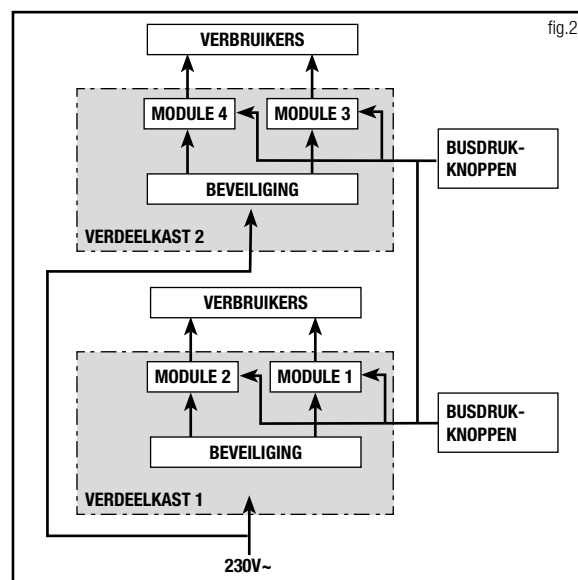 fig.2
VERBRUIKERS
MODULE 4
MODULE 3
BUSDRUK-
KNOPPEN
BEVEILIGING
VERDEELKAST 2
VERBRUIKERS
MODULE 2
MODULE 1
BUSDRUK-
KNOPPEN
BEVEILIGING
VERDEELKAST 1
230V~